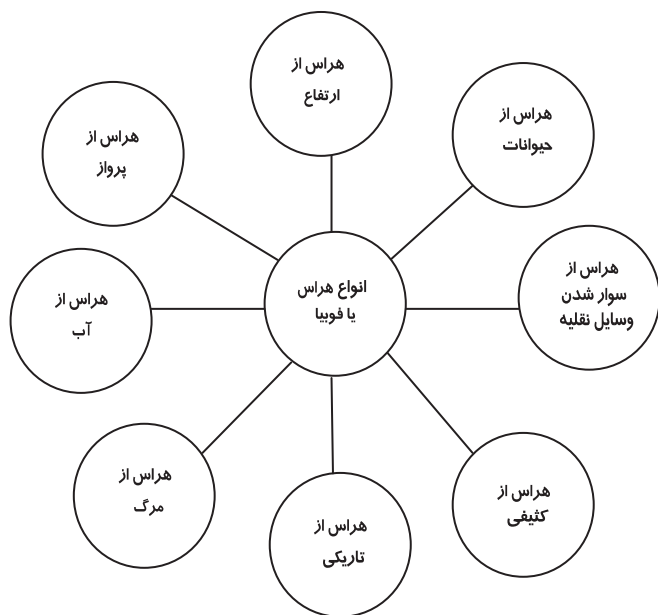 انواع هراس
یا فوبیا
هراس از
ارتفاع
هراس از
حیوانات
هراس از
سوار شدن
وسایل نقلیه
هراس از
کثیفی
هراس از
تاریکی
هراس از
مرگ
هراس از
آب
هراس از
پرواز